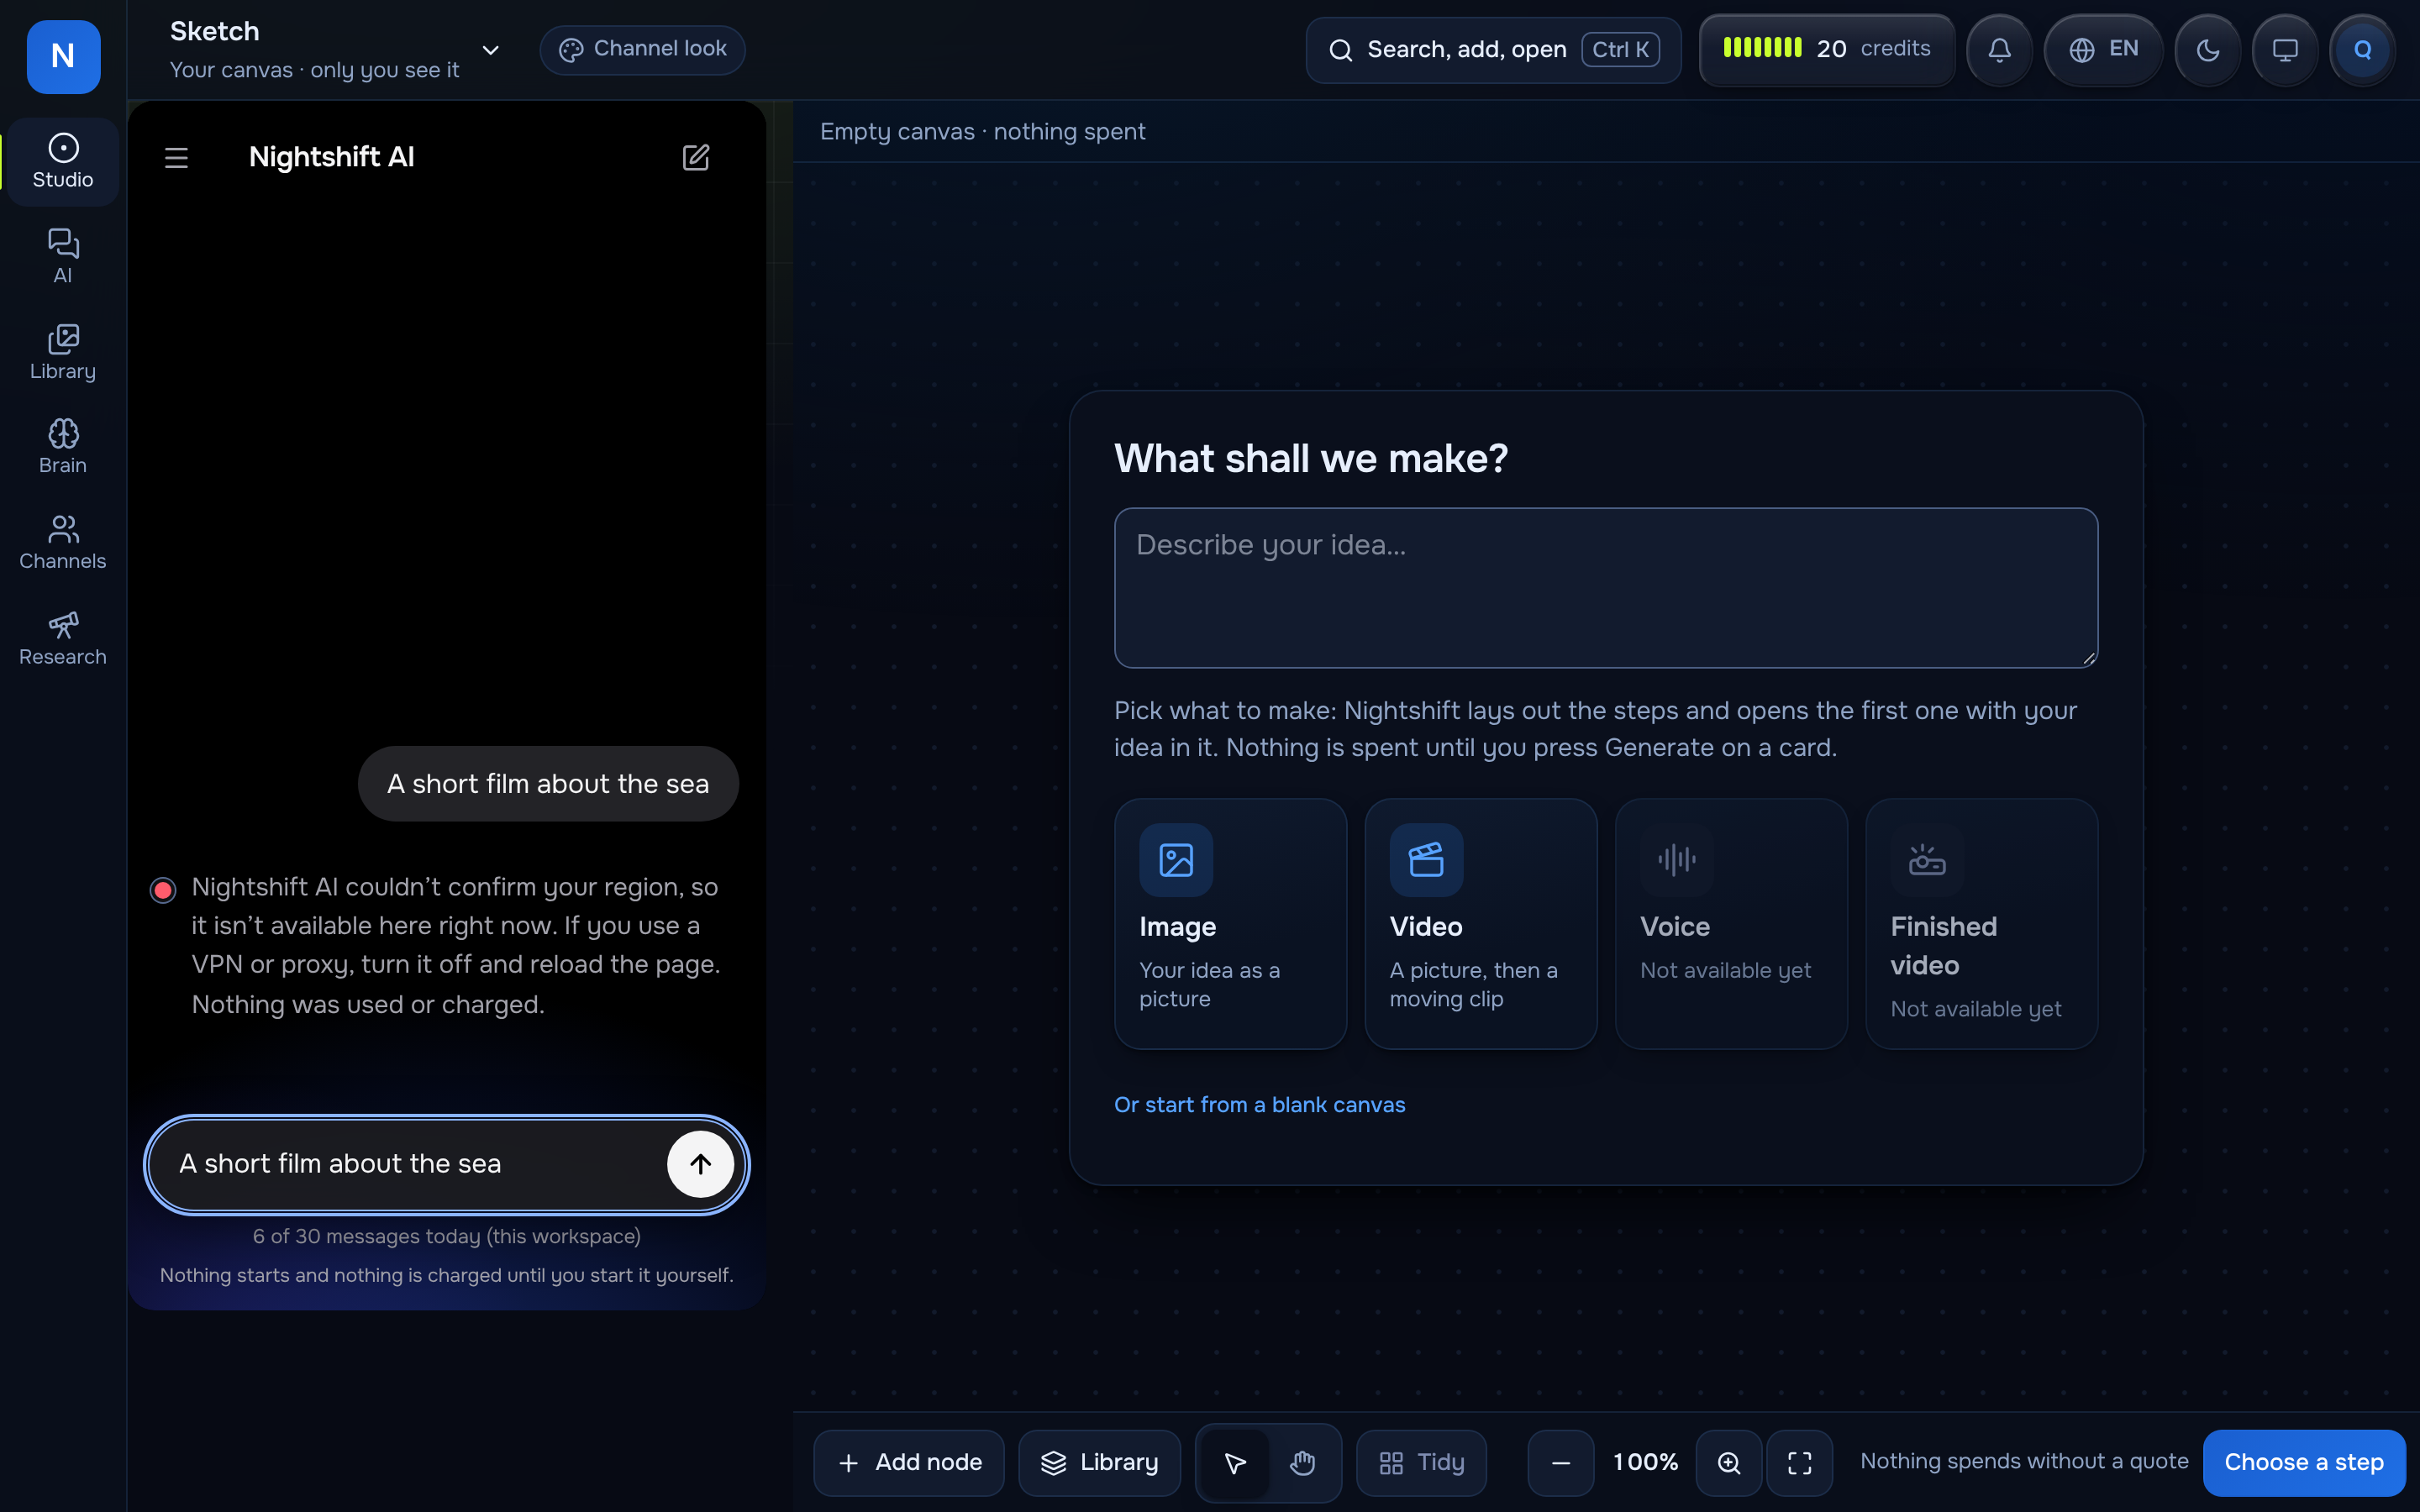 N
Sketch
Your canvas · only you see it
Channel look
Search, add, open
Ctrl K
20 credits
EN
Q
Studio
AI
Library
Brain
Channels
Research
Nightshift AI
A short film about the sea
Nightshift AI couldn’t confirm your region, so
it isn’t available here right now. If you use a
VPN or proxy, turn it off and reload the page.
Nothing was used or charged.
A short film about the sea
6 of 30 messages today (this workspace)
Nothing starts and nothing is charged until you start it yourself.
Empty canvas · nothing spent
What shall we make?
Describe your idea...
Pick what to make: Nightshift lays out the steps and opens the first one with your
idea in it. Nothing is spent until you press Generate on a card.
Image
Your idea as a
picture
Video
A picture, then a
moving clip
Voice
Not available yet
Finished
video
Not available yet
Or start from a blank canvas
Add node
Library
Tidy
100%
Nothing spends without a quote
Choose a step